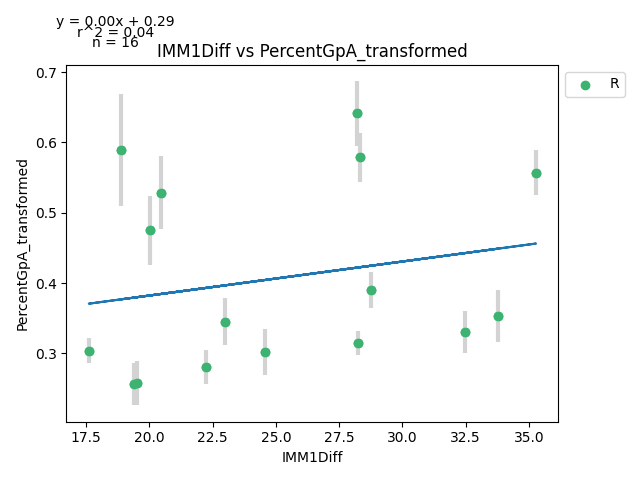 y = 0.00x + 0.29
r^2 = 0.04
n = 16
IMM1Diff vs PercentGpA_transformed
R
PercentGpA_transformed
0.7
0.6
0.5
0.4
0.3
17.5 20.0 22.5 25.0 27.5 30.0 32.5 35.0
IMM1Diff